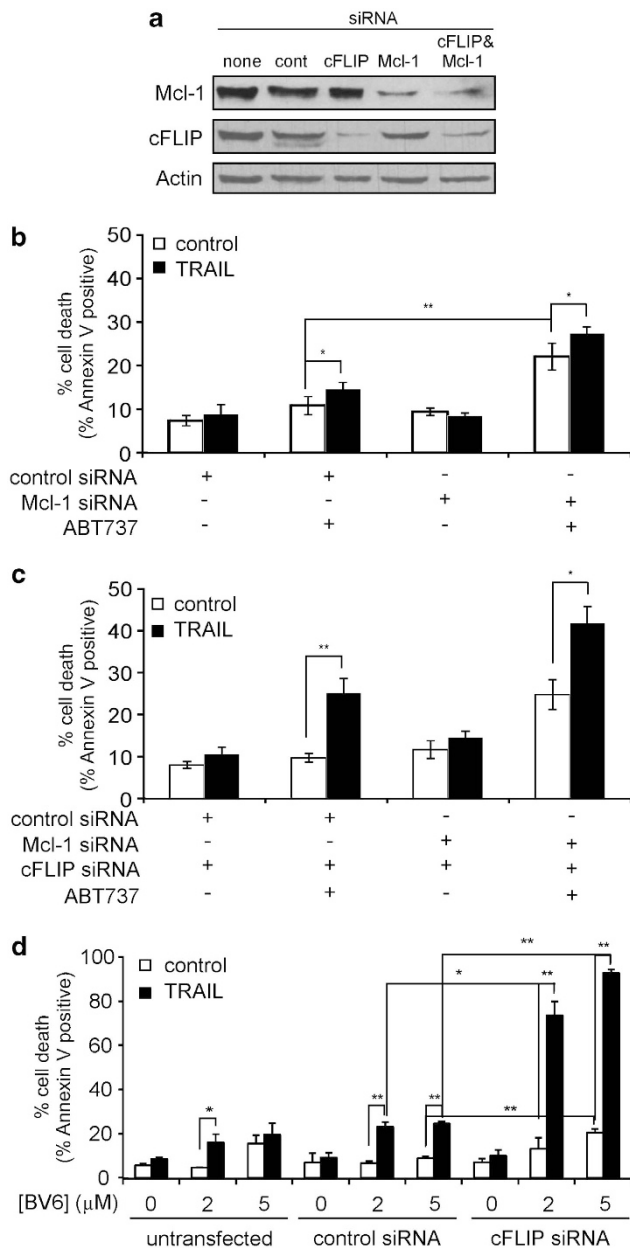 a
siRNA
none cont cFLIP Mcl-1 cFLIP& Mcl-1
Mcl-1
cFLIP
Actin
b
50
40
30
20
10
0
% cell death
(% Annexin V positive)
control
TRAIL
*
**
*
control siRNA + + - -
Mcl-1 siRNA - - + +
ABT737 - + - +
c
50
40
30
20
10
0
% cell death
(% Annexin V positive)
control
TRAIL
**
*
control siRNA + + - -
Mcl-1 siRNA - - + +
cFLIP siRNA + + + +
ABT737 - + - +
d
100
80
60
40
20
0
% cell death
(% Annexin V positive)
control
TRAIL
*
**
**
*
**
**
**
**
[BV6] (μM) 0 2 5 0 2 5 0 2 5
untransfected control siRNA cFLIP siRNA